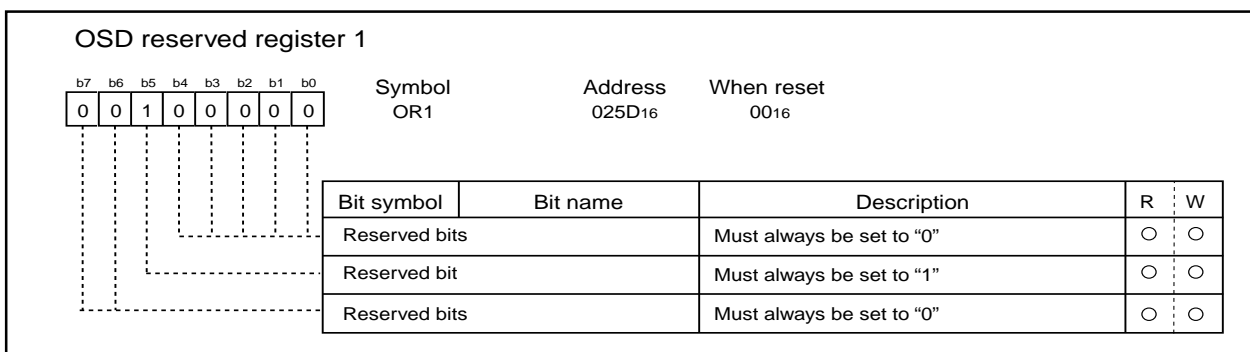 OSD reserved register 1
b7 b6 b5 b4 b3 b2 b1 b0
0 0 1 0 0 0 0 0
Symbol Address When reset
OR1 025D16 0016
Bit symbol Bit name Description R W
Reserved bits Must always be set to “0” ○ ○
Reserved bit Must always be set to “1” ○ ○
Reserved bits Must always be set to “0” ○ ○